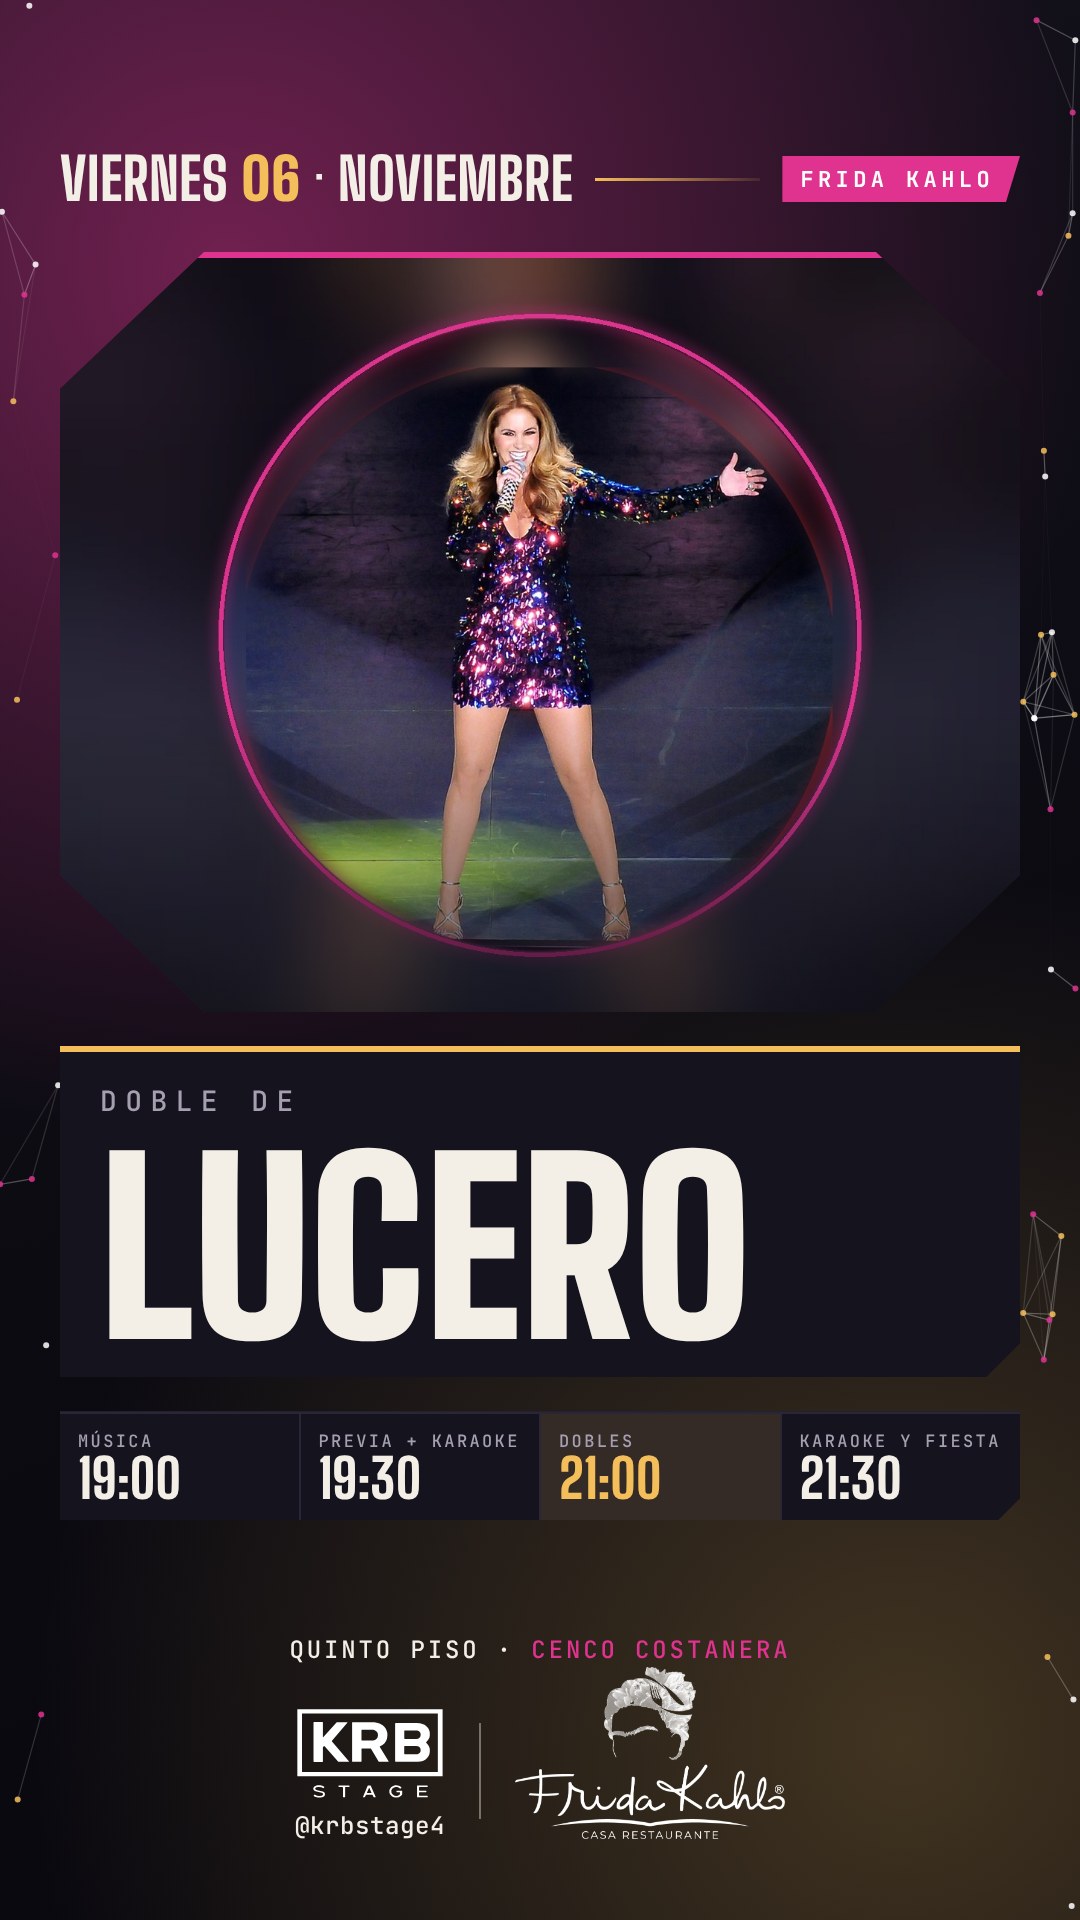 VIERNES 06 · NOVIEMBRE
FRIDA KAHLO
DOBLE DE
LUCERO
MÚSICA
19:00
PREVIA + KARAOKE
19:30
DOBLES
21:00
KARAOKE Y FIESTA
21:30
QUINTO PISO · CENCO COSTANERA
KRB
STAGE
@krbstage4
Frida Kahlo®
CASA RESTAURANTE